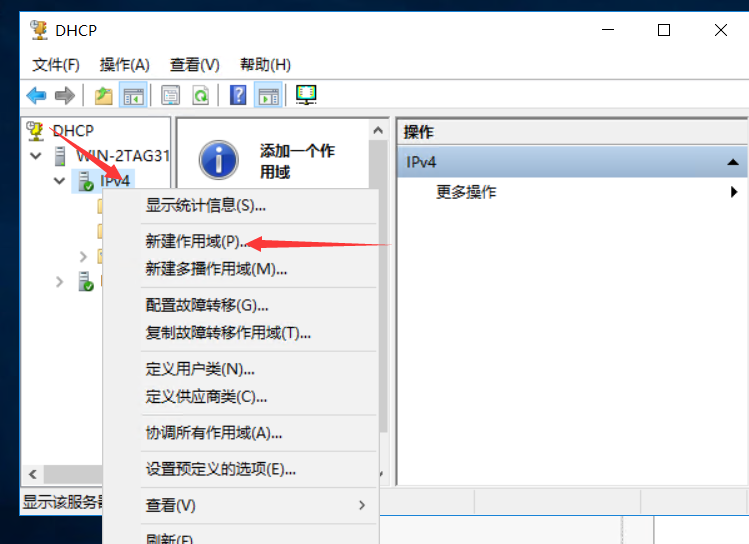 DHCP
文件(F) 操作(A) 查看(V) 帮助(H)
DHCP
WIN-2TAG31
IPv4
添加一个作
用域
操作
IPv4
更多操作
显示统计信息(S)...
新建作用域(P)...
新建多播作用域(M)...
配置故障转移(G)...
复制故障转移作用域(T)...
定义用户类(N)...
定义供应商类(C)...
协调所有作用域(A)...
设置预定义的选项(E)...
查看(V)
刷新(F)
显示该服务器